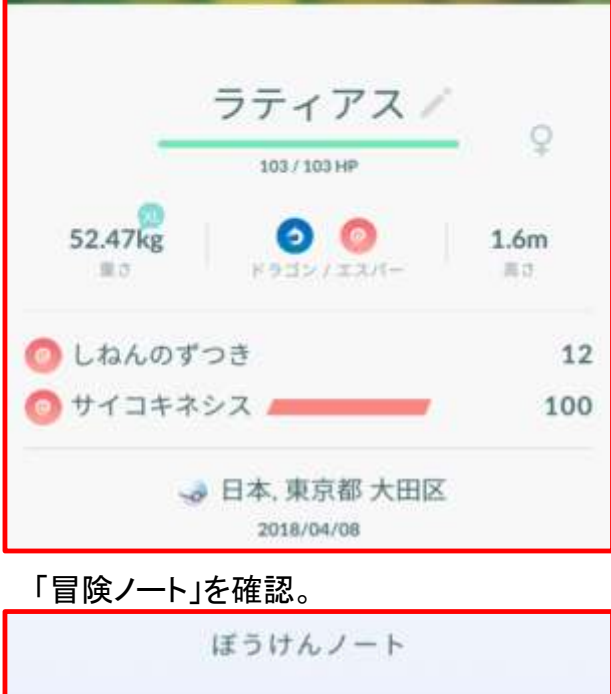 ラティアス
103 / 103 HP
XL
52.47kg
重さ
ドラゴン / エスパー
1.6m
高さ
しねんのずつき 12
サイコキネシス 100
日本, 東京都 大田区
2018/04/08
「冒険ノート」を確認。
ぼうけんノート